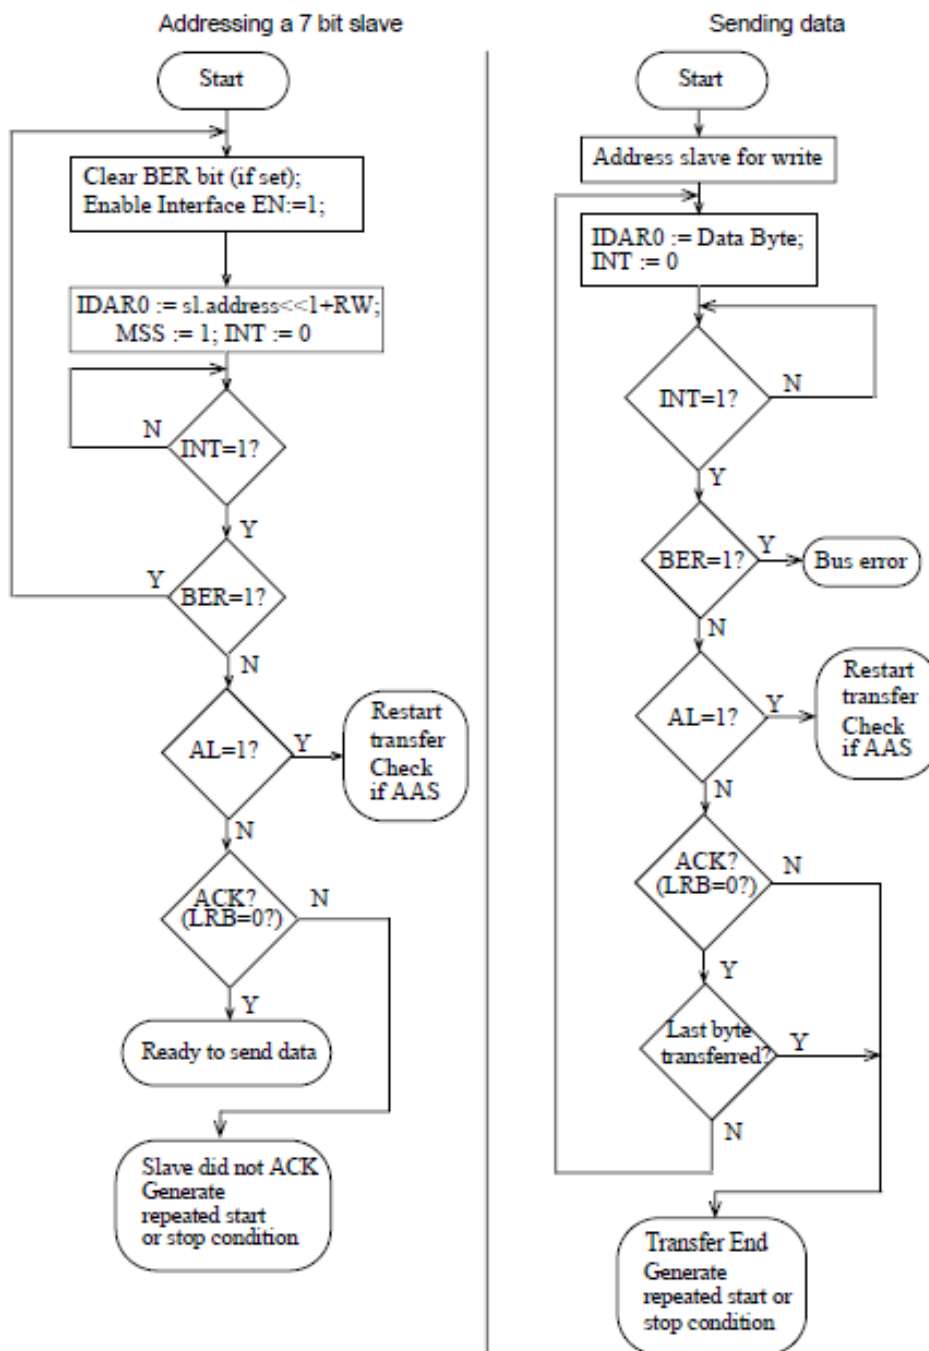 Addressing a 7 bit slave
Start
Clear BER bit (if set);
Enable Interface EN:=1;
IDAR0 := sl.address<<1+RW;
MSS := 1; INT := 0
N
INT=1?
Y
Y
BER=1?
N
AL=1?
Y
Restart
transfer
Check
if AAS
N
ACK?
(LRB=0?)
N
Y
Ready to send data
Slave did not ACK
Generate
repeated start
or stop condition
Sending data
Start
Address slave for write
IDAR0 := Data Byte;
INT := 0
INT=1?
N
Y
BER=1?
Y
Bus error
N
AL=1?
Y
Restart
transfer
Check
if AAS
N
ACK?
(LRB=0?)
N
Y
Last byte
transferred?
Y
N
Transfer End
Generate
repeated start or
stop condition